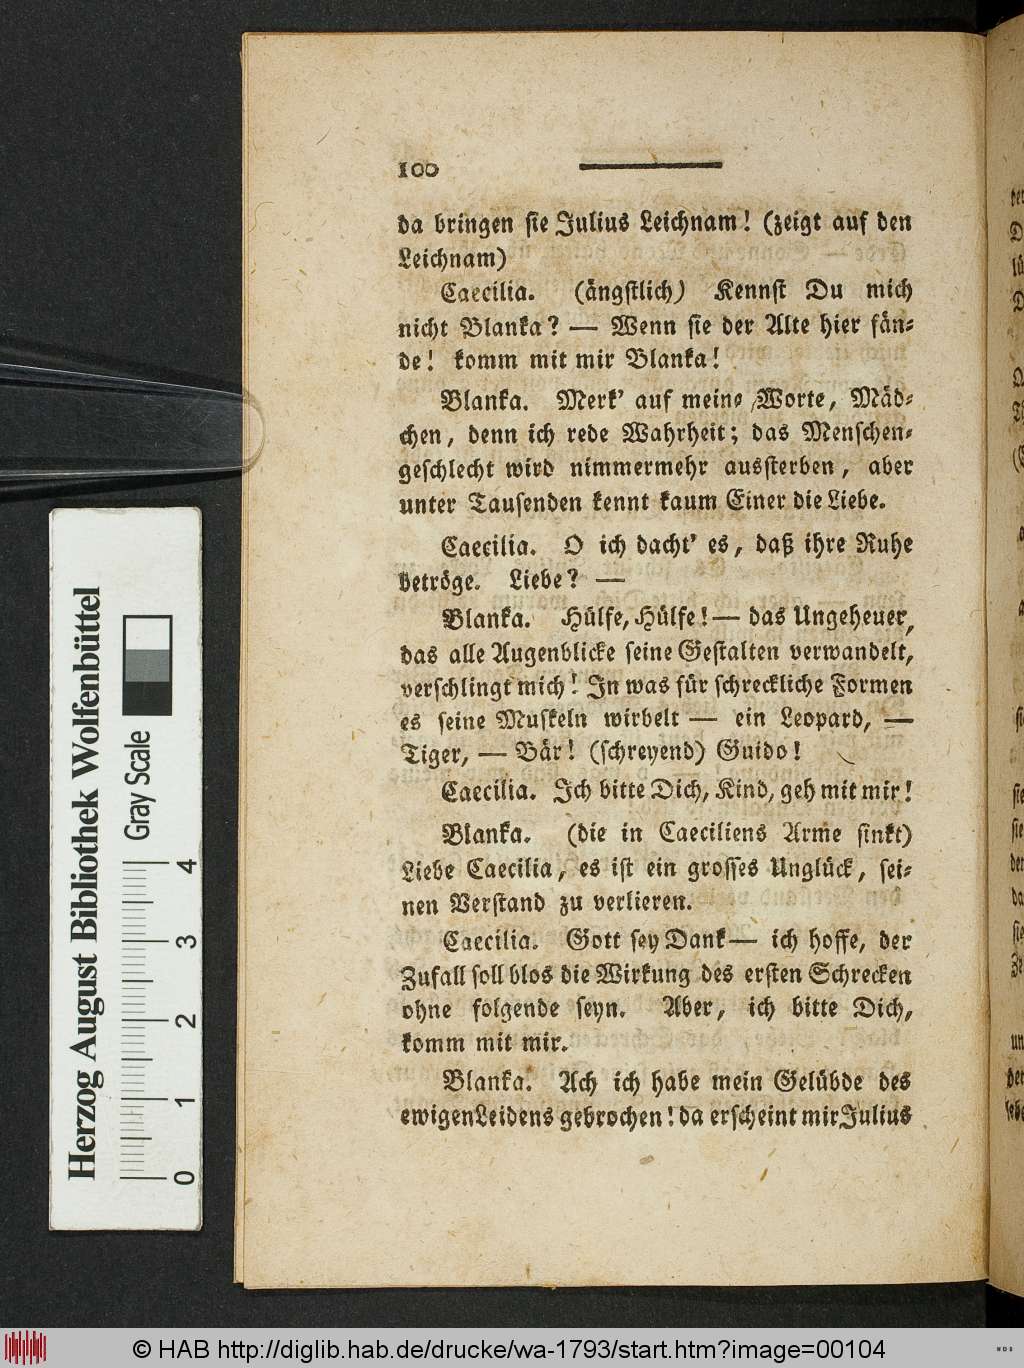 100
da bringen sie Julius Leichnam! (zeigt auf den
Leichnam)
Caecilia. (ängstlich) Kennst Du mich
nicht Blanka? — Wenn sie der Alte hier fän-
de! komm mit mir Blanka!
Blanka. Merk' auf meine Worte, Mäd-
chen, denn ich rede Wahrheit; das Menschen-
geschlecht wird nimmermehr aussterben, aber
unter Tausenden kennt kaum Einer die Liebe.
Caecilia. O ich dacht' es, daß ihre Ruhe
betröge. Liebe? —
Blanka. Hülfe, Hülfe! — das Ungeheuer,
das alle Augenblicke seine Gestalten verwandelt,
verschlingt mich! In was für schreckliche Formen
es seine Muskeln wirbelt — ein Leopard, —
Tiger, — Bär! (schreyend) Guido!
Caecilia. Ich bitte Dich, Kind, geh mit mir!
Blanka. (die in Caeciliens Arme sinkt)
Liebe Caecilia, es ist ein grosses Unglück, sei-
nen Verstand zu verlieren.
Caecilia. Gott sey Dank — ich hoffe, der
Zufall soll blos die Wirkung des ersten Schrecken
ohne folgende seyn. Aber, ich bitte Dich,
komm mit mir.
Blanka. Ach ich habe mein Gelübde des
ewigen Leidens gebrochen! da erscheint mir Julius
Herzog August Bibliothek Wolfenbüttel
Gray Scale
0 1 2 3 4
© HAB http://diglib.hab.de/drucke/wa-1793/start.htm?image=00104